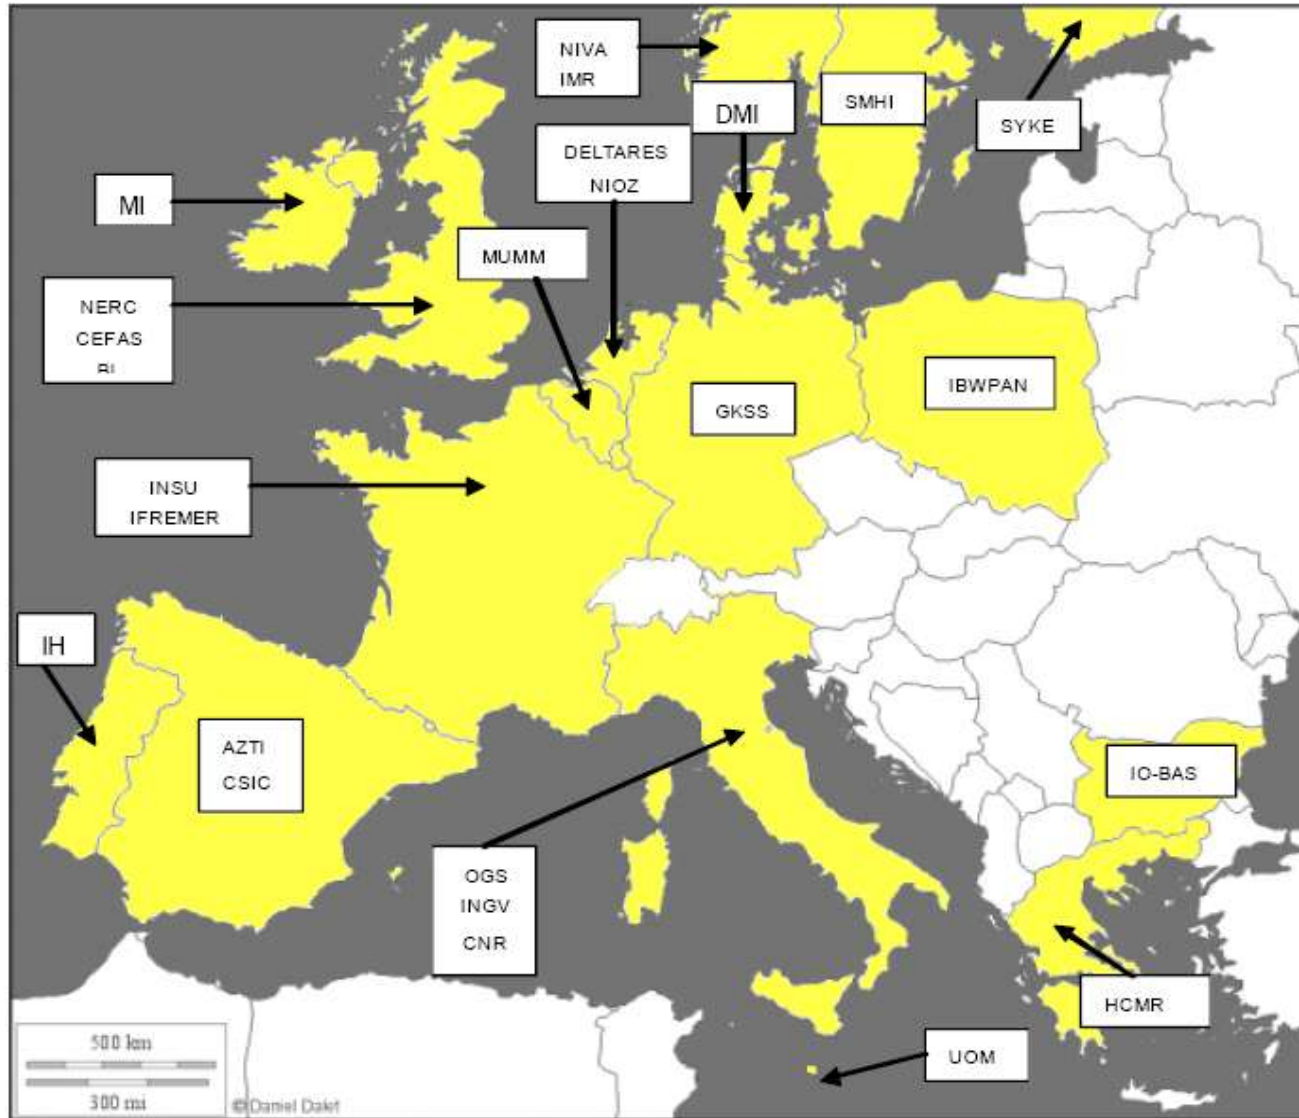 NIVA
IMR
DMI
SMHI
SYKE
DELTARES
NIOZ
MI
MUMM
NERC
CEFAS
IBWPAN
GKSS
INSU
IFREMER
IH
AZTI
CSIC
IO-BAS
OGS
INGV
CNR
HCMR
UOM
500 km
300 mi
© Daniel Dalet